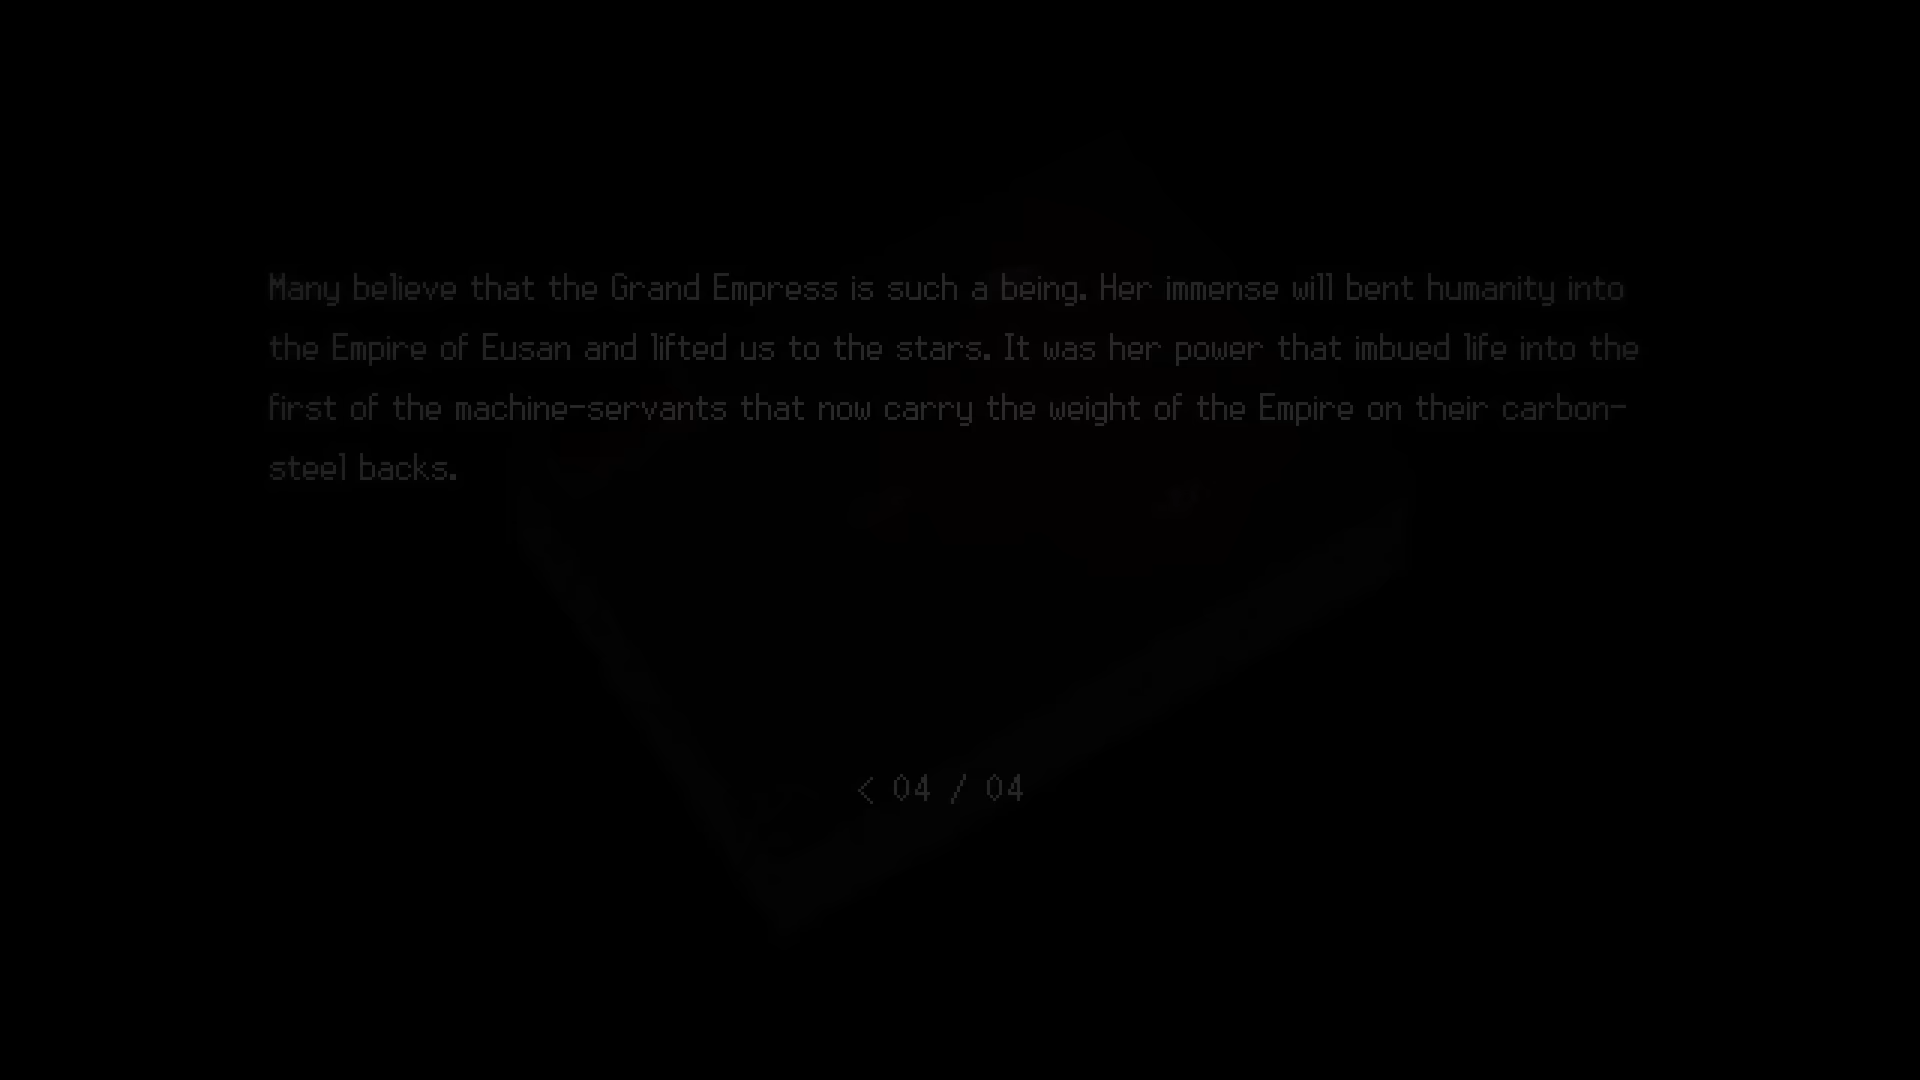 Many believe that the Grand Empress is such a being. Her immense will bent humanity into
the Empire of Eusan and lifted us to the stars. It was her power that imbued life into the
first of the machine-servants that now carry the weight of the Empire on their carbon-
steel backs.
< 04 / 04